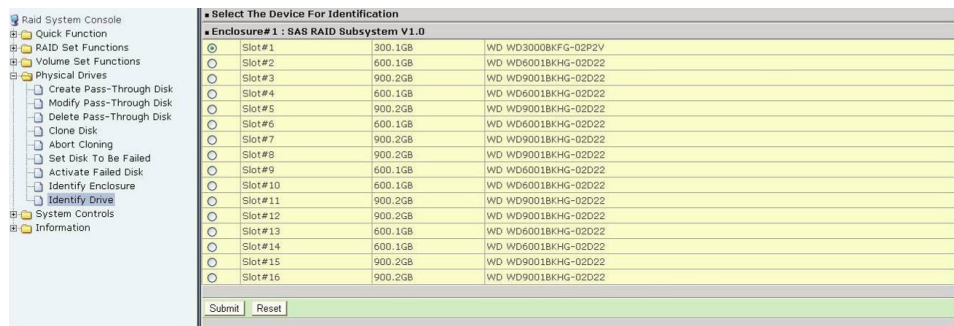 Raid System Console
Quick Function
RAID Set Functions
Volume Set Functions
Physical Drives
Create Pass-Through Disk
Modify Pass-Through Disk
Delete Pass-Through Disk
Clone Disk
Abort Cloning
Set Disk To Be Failed
Activate Failed Disk
Identify Enclosure
Identify Drive
System Controls
Information
Select The Device For Identification
Enclosure#1 : SAS RAID Subsystem V1.0
Slot#1 300.1GB WD WD3000BKFG-02P2V
Slot#2 600.1GB WD WD6001BKHG-02D22
Slot#3 900.2GB WD WD9001BKHG-02D22
Slot#4 600.1GB WD WD6001BKHG-02D22
Slot#5 900.2GB WD WD9001BKHG-02D22
Slot#6 600.1GB WD WD6001BKHG-02D22
Slot#7 900.2GB WD WD9001BKHG-02D22
Slot#8 900.2GB WD WD9001BKHG-02D22
Slot#9 600.1GB WD WD6001BKHG-02D22
Slot#10 600.1GB WD WD6001BKHG-02D22
Slot#11 900.2GB WD WD9001BKHG-02D22
Slot#12 900.2GB WD WD9001BKHG-02D22
Slot#13 600.1GB WD WD6001BKHG-02D22
Slot#14 600.1GB WD WD6001BKHG-02D22
Slot#15 900.2GB WD WD9001BKHG-02D22
Slot#16 900.2GB WD WD9001BKHG-02D22
Submit Reset